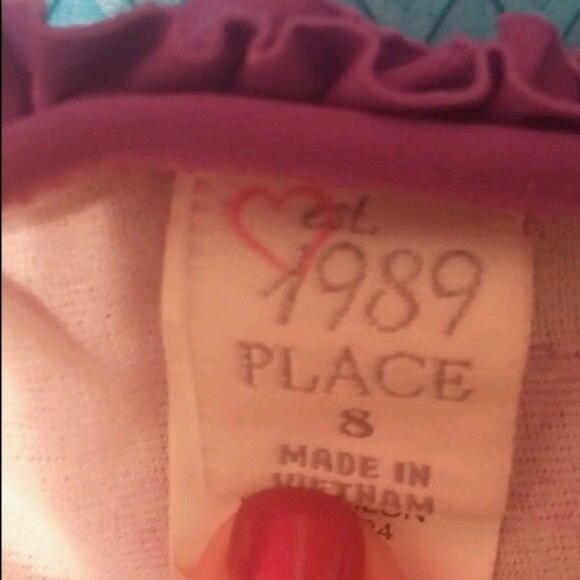 est.
1989
PLACE
8
MADE IN
VIETNAM